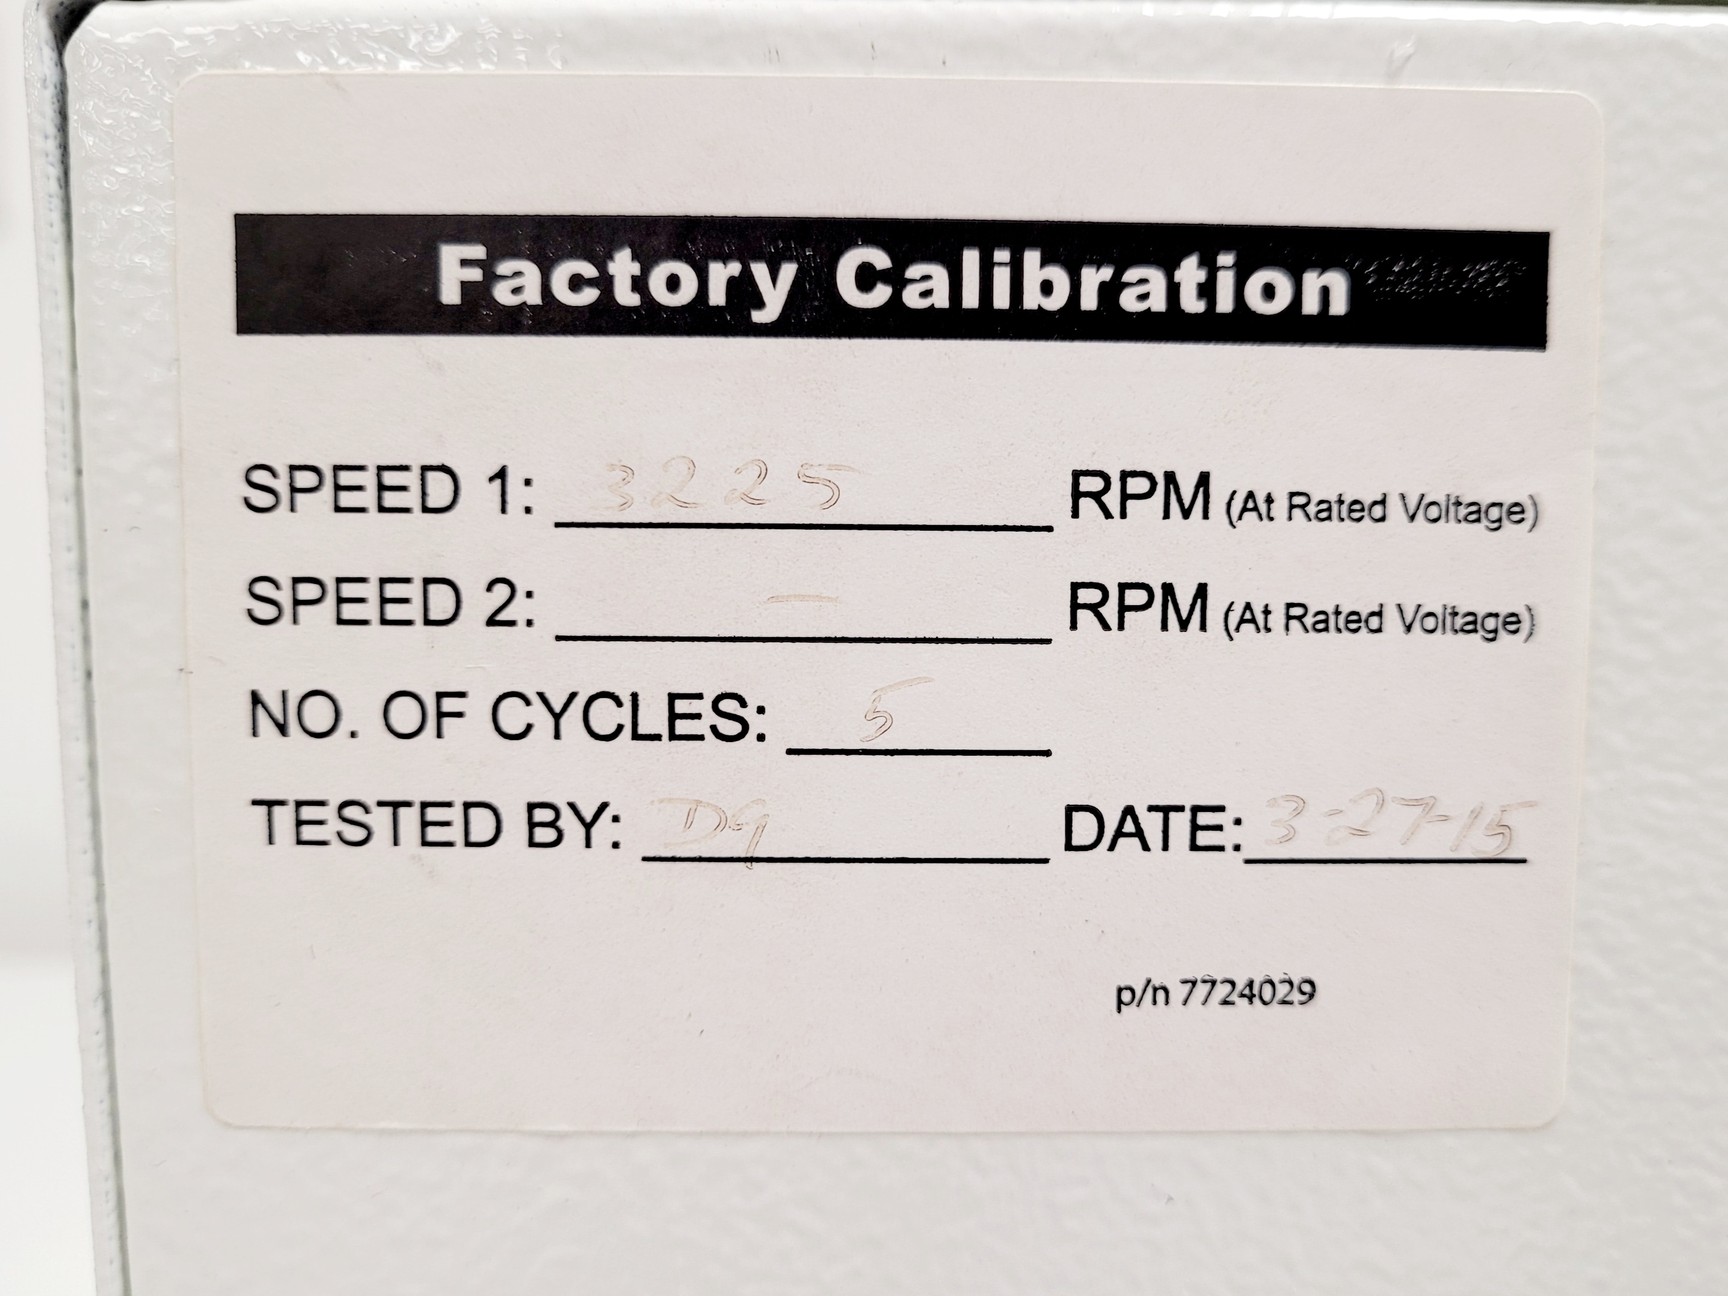 Factory Calibration
SPEED 1: 3225 RPM (At Rated Voltage)
SPEED 2: — RPM (At Rated Voltage)
NO. OF CYCLES: 5
TESTED BY: DG DATE: 3-27-15
p/n 7724029